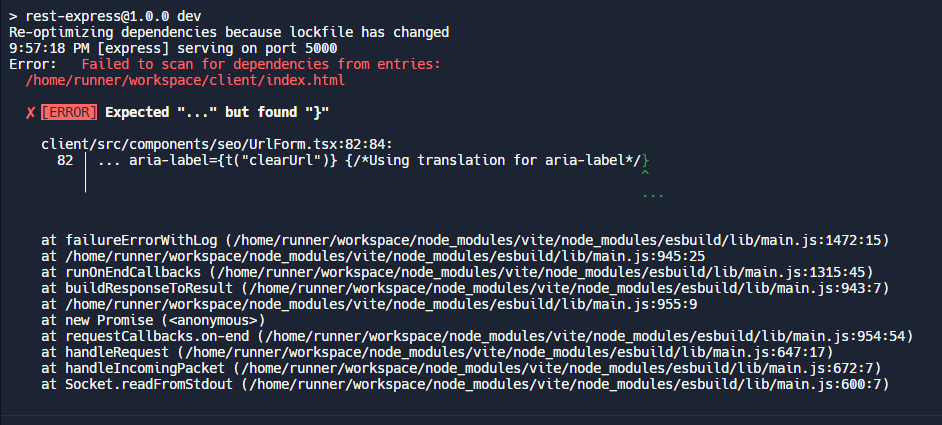 > rest-express@1.0.0 dev
Re-optimizing dependencies because lockfile has changed
9:57:18 PM [express] serving on port 5000
Error:   Failed to scan for dependencies from entries:
  /home/runner/workspace/client/index.html

  ✗ [ERROR] Expected "..." but found "}"

    client/src/components/seo/UrlForm.tsx:82:84:
      82 │ ... aria-label={t("clearUrl")} {/*Using translation for aria-label*/}
         │                                                                     ^
         │                                                                     ...

    at failureErrorWithLog (/home/runner/workspace/node_modules/vite/node_modules/esbuild/lib/main.js:1472:15)
    at /home/runner/workspace/node_modules/vite/node_modules/esbuild/lib/main.js:945:25
    at runOnEndCallbacks (/home/runner/workspace/node_modules/vite/node_modules/esbuild/lib/main.js:1315:45)
    at buildResponseToResult (/home/runner/workspace/node_modules/vite/node_modules/esbuild/lib/main.js:943:7)
    at /home/runner/workspace/node_modules/vite/node_modules/esbuild/lib/main.js:955:9
    at new Promise (<anonymous>)
    at requestCallbacks.on-end (/home/runner/workspace/node_modules/vite/node_modules/esbuild/lib/main.js:954:54)
    at handleRequest (/home/runner/workspace/node_modules/vite/node_modules/esbuild/lib/main.js:647:17)
    at handleIncomingPacket (/home/runner/workspace/node_modules/vite/node_modules/esbuild/lib/main.js:672:7)
    at Socket.readFromStdout (/home/runner/workspace/node_modules/vite/node_modules/esbuild/lib/main.js:600:7)